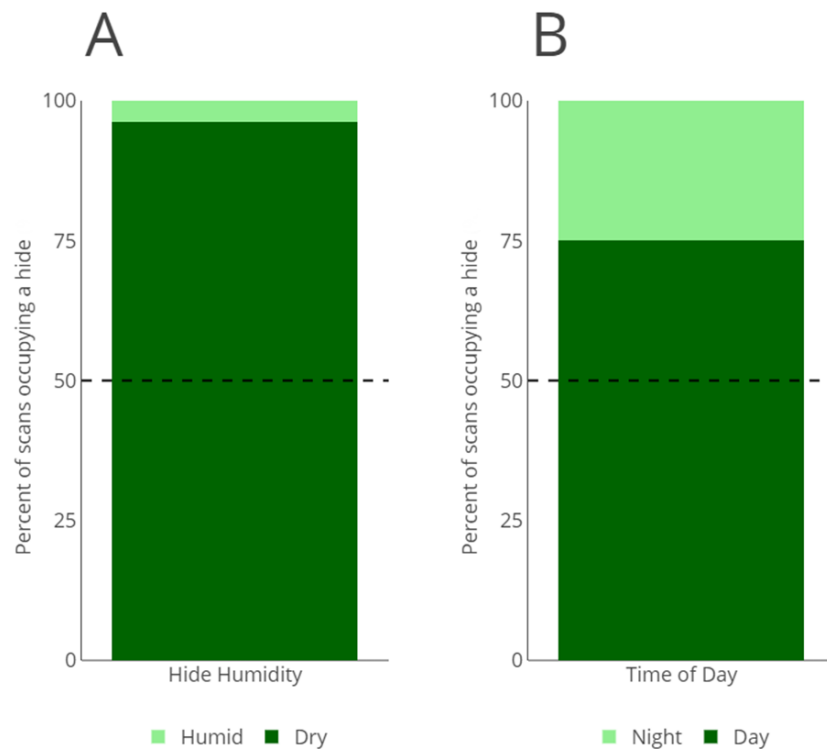 A
Percent of scans occupying a hide
100
75
50
25
0
Hide Humidity
Humid Dry
B
Percent of scans occupying a hide
100
75
50
25
0
Time of Day
Night Day